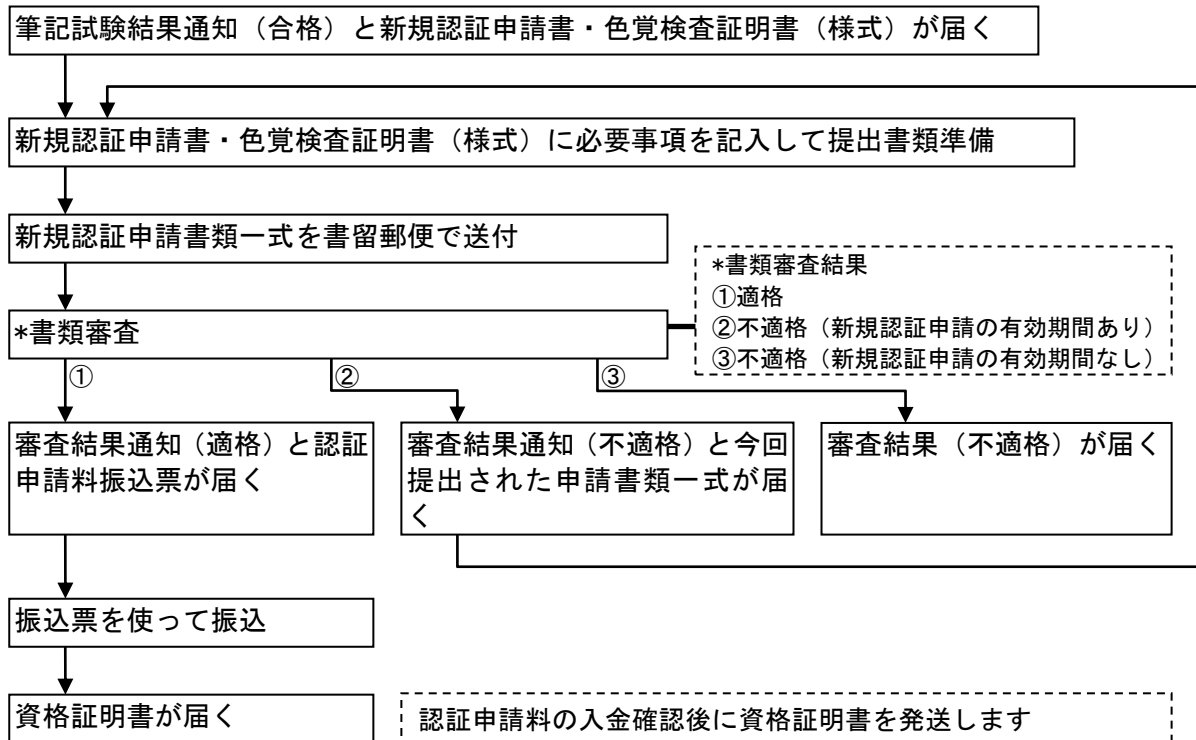 筆記試験結果通知（合格）と新規認証申請書・色覚検査証明書（様式）が届く
新規認証申請書・色覚検査証明書（様式）に必要事項を記入して提出書類準備
新規認証申請書類一式を書留郵便で送付
*書類審査結果
①適格
②不適格（新規認証申請の有効期間あり）
③不適格（新規認証申請の有効期間なし）
*書類審査
①
②
③
審査結果通知（適格）と認証
申請料振込票が届く
審査結果通知（不適格）と今回
提出された申請書類一式が届
く
審査結果（不適格）が届く
振込票を使って振込
資格証明書が届く
認証申請料の入金確認後に資格証明書を発送します